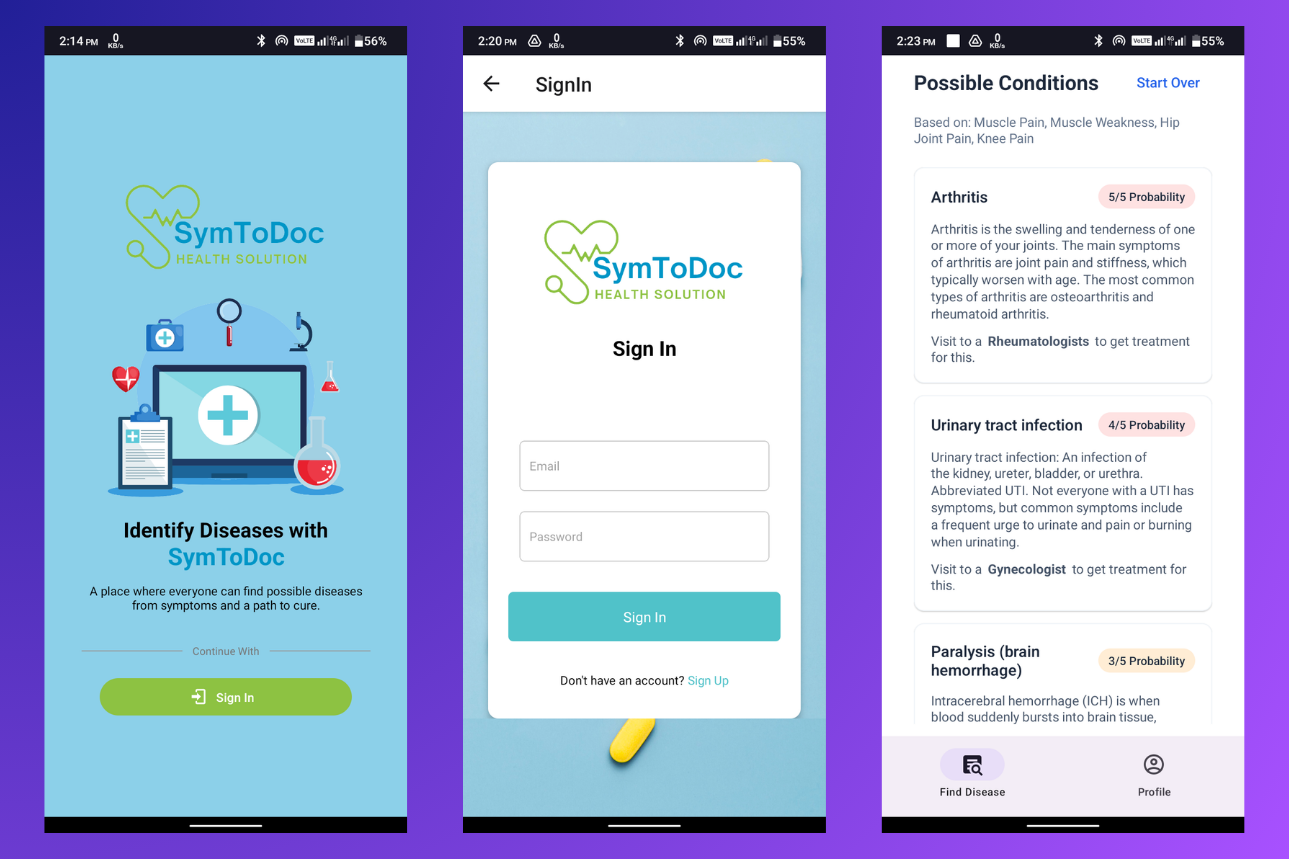 2:14 PM 0 KB/s VoLTE 4G 56%
SymToDoc
HEALTH SOLUTION
Identify Diseases with
SymToDoc
A place where everyone can find possible diseases
from symptoms and a path to cure.
Continue With
Sign In
2:20 PM 0 KB/s VoLTE 4G 55%
SignIn
SymToDoc
HEALTH SOLUTION
Sign In
Email
Password
Sign In
Don't have an account? Sign Up
2:23 PM 0 KB/s VoLTE 4G 55%
Possible Conditions Start Over
Based on: Muscle Pain, Muscle Weakness, Hip
Joint Pain, Knee Pain
Arthritis 5/5 Probability
Arthritis is the swelling and tenderness of one
or more of your joints. The main symptoms
of arthritis are joint pain and stiffness, which
typically worsen with age. The most common
types of arthritis are osteoarthritis and
rheumatoid arthritis.
Visit to a Rheumatologists to get treatment
for this.
Urinary tract infection 4/5 Probability
Urinary tract infection: An infection of
the kidney, ureter, bladder, or urethra.
Abbreviated UTI. Not everyone with a UTI has
symptoms, but common symptoms include
a frequent urge to urinate and pain or burning
when urinating.
Visit to a Gynecologist to get treatment for
this.
Paralysis (brain
hemorrhage) 3/5 Probability
Intracerebral hemorrhage (ICH) is when
blood suddenly bursts into brain tissue,
Find Disease Profile